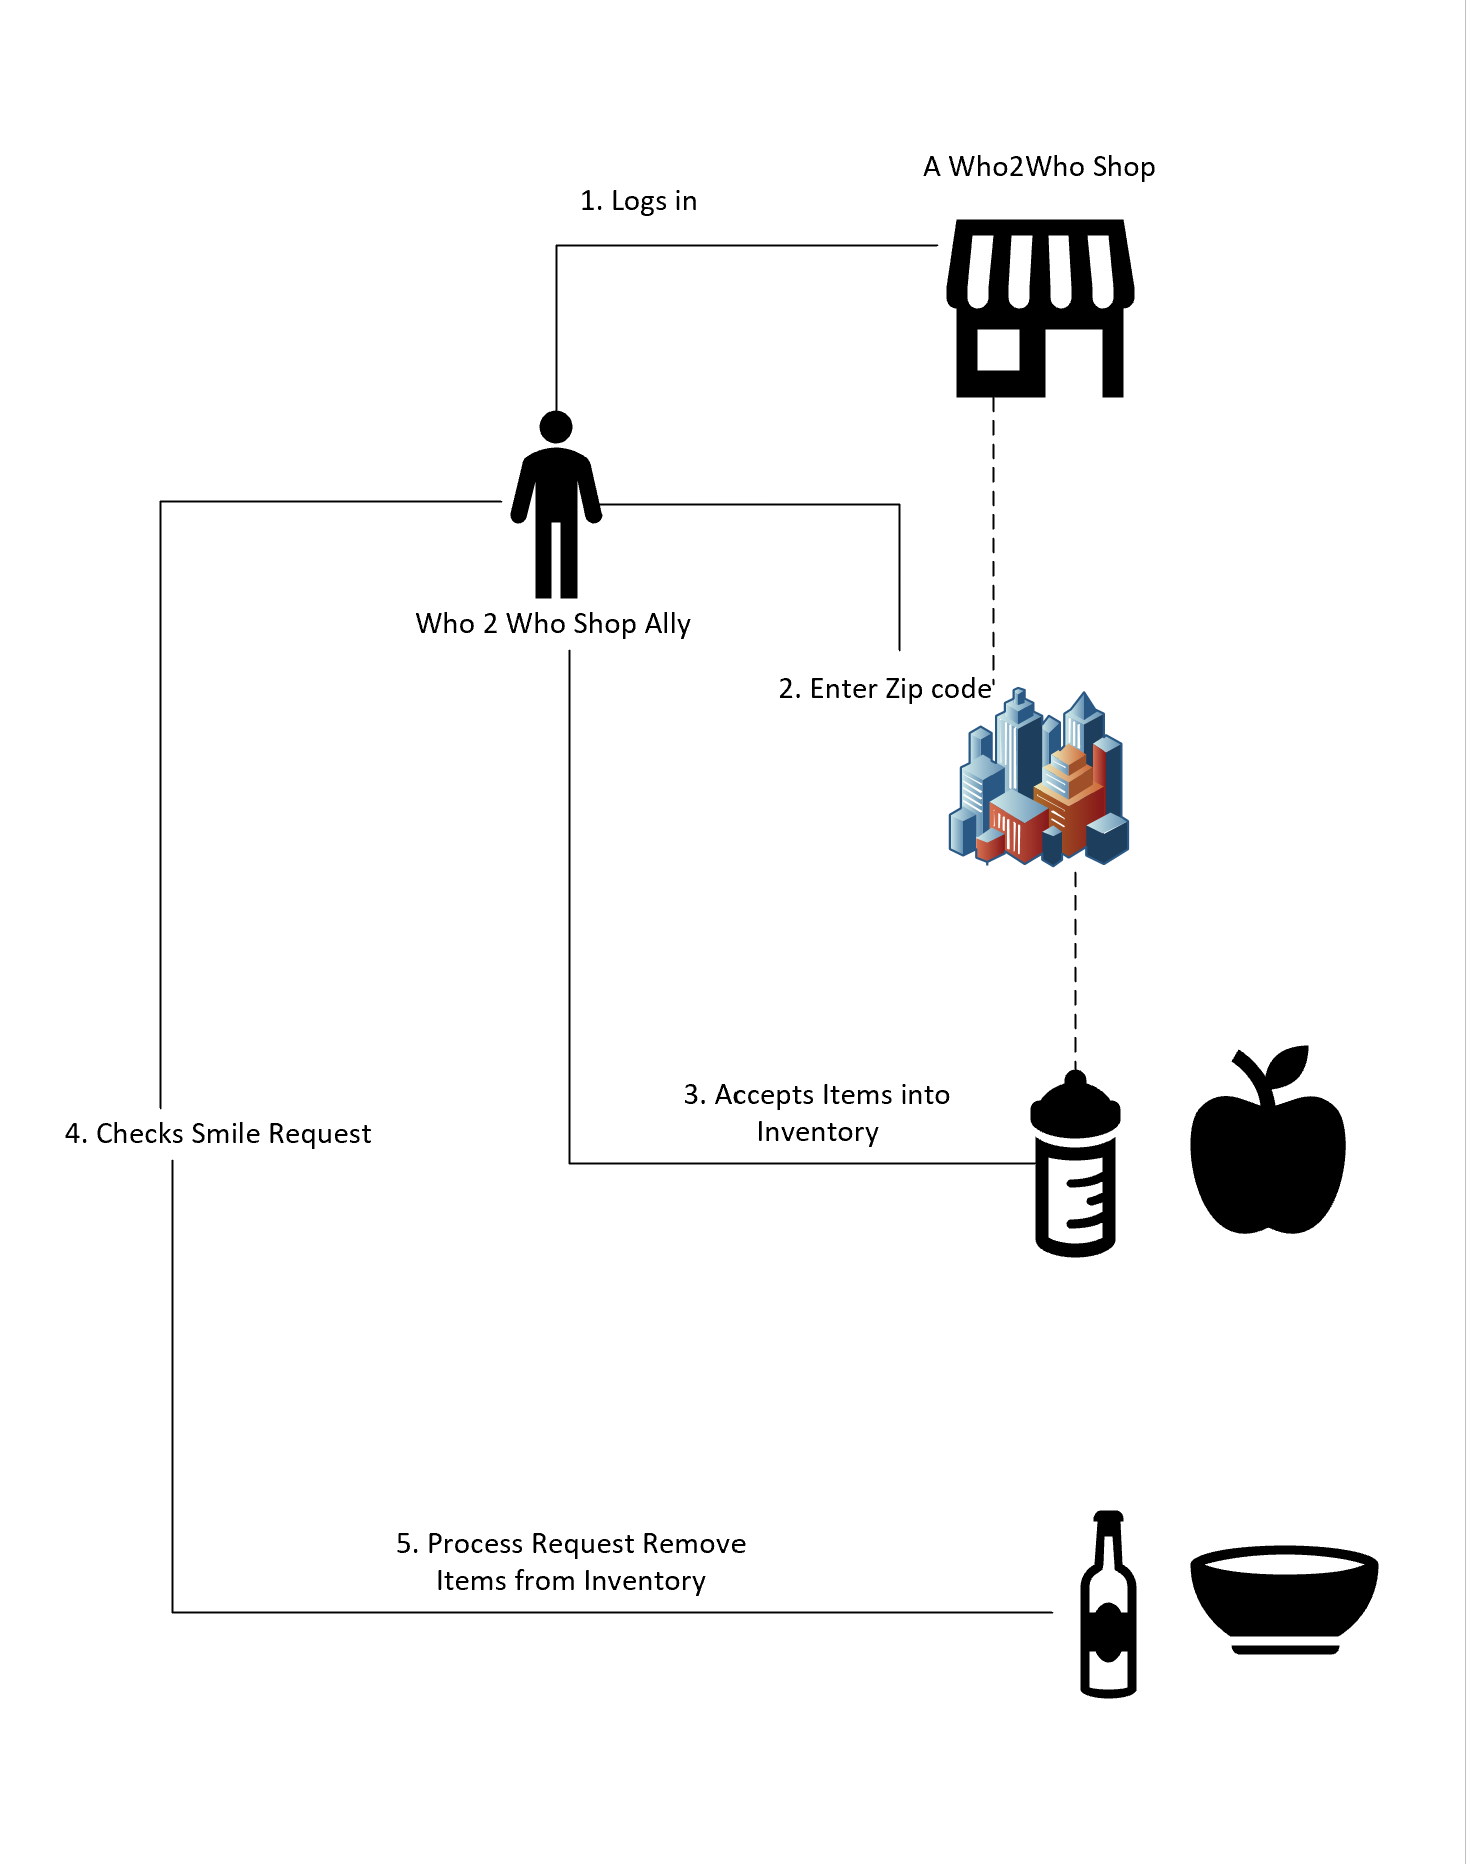 A Who2Who Shop
1. Logs in
Who 2 Who Shop Ally
2. Enter Zip code
3. Accepts Items into
Inventory
4. Checks Smile Request
5. Process Request Remove
Items from Inventory